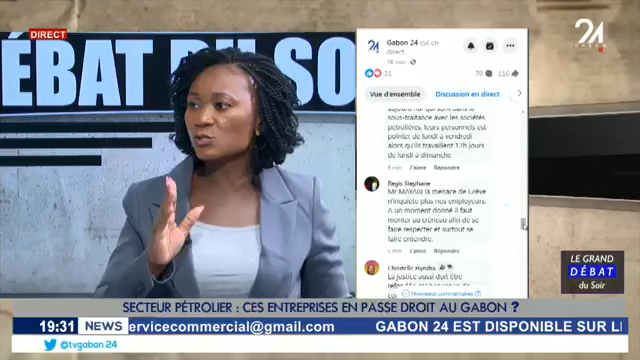 DIRECT
ÉBAT DU SO
24
GABON
Gabon 24 est en
direct
31
70
116
Vue d'ensemble
Discussion en direct
sous-traitance avec les sociétés
pétrolières, leurs personnels est
pointer de lundi à vendredi
alors qu'ils travaillent 12h jours
de lundi à dimanche
J'aime
Répondre
Regis Stephane
Mr MAYABI la menace de Grève
n'inquiète plus nos employeurs.
A un moment donné il faut
monter au créneau afin de se
faire respecter et surtout se
faire entendre.
J'aime
Répondre
Christelle Hyndra
La justice aussi doit être
Nouveaux commentaires
LE GRAND
DÉBAT
du Soir
SECTEUR PÉTROLIER : CES ENTREPRISES EN PASSE DROIT AU GABON ?
19:31 NEWS ervicecommercial@gmail.com GABON 24 EST DISPONIBLE SUR
@tvgabon 24